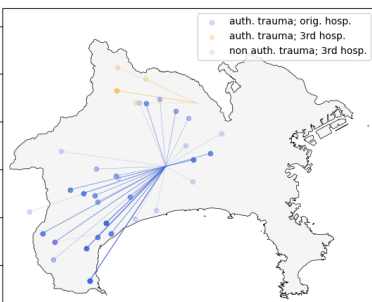 auth. trauma; orig. hosp.
auth. trauma; 3rd hosp.
non auth. trauma; 3rd hosp.